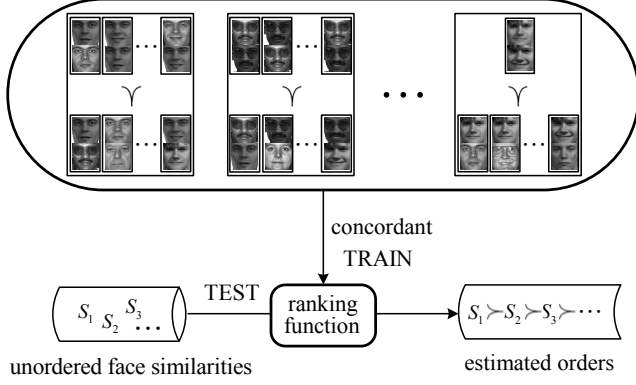 ... ... 
...
... ...
concordant
TRAIN
TEST
ranking
function
S1
S2
S3
...
S1 ≻ S2 ≻ S3 ≻ ⋯
unordered face similarities
estimated orders